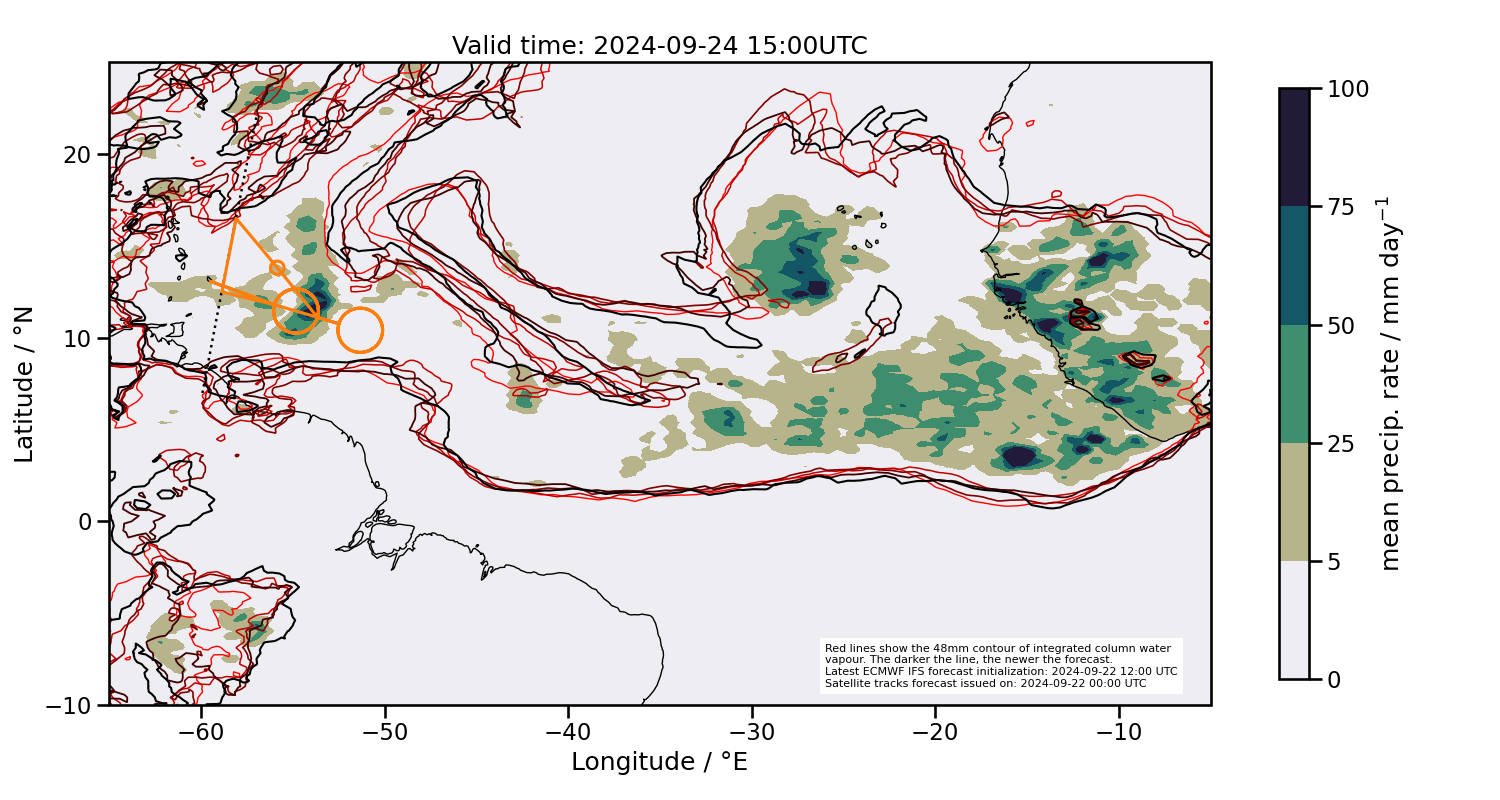 Valid time: 2024-09-24 15:00UTC
Latitude / °N
20
10
0
−10
−60
−50
−40
−30
−20
−10
Longitude / °E
Red lines show the 48mm contour of integrated column water
vapour. The darker the line, the newer the forecast.
Latest ECMWF IFS forecast initialization: 2024-09-22 12:00 UTC
Satellite tracks forecast issued on: 2024-09-22 00:00 UTC
100
75
50
25
5
0
mean precip. rate / mm day⁻¹